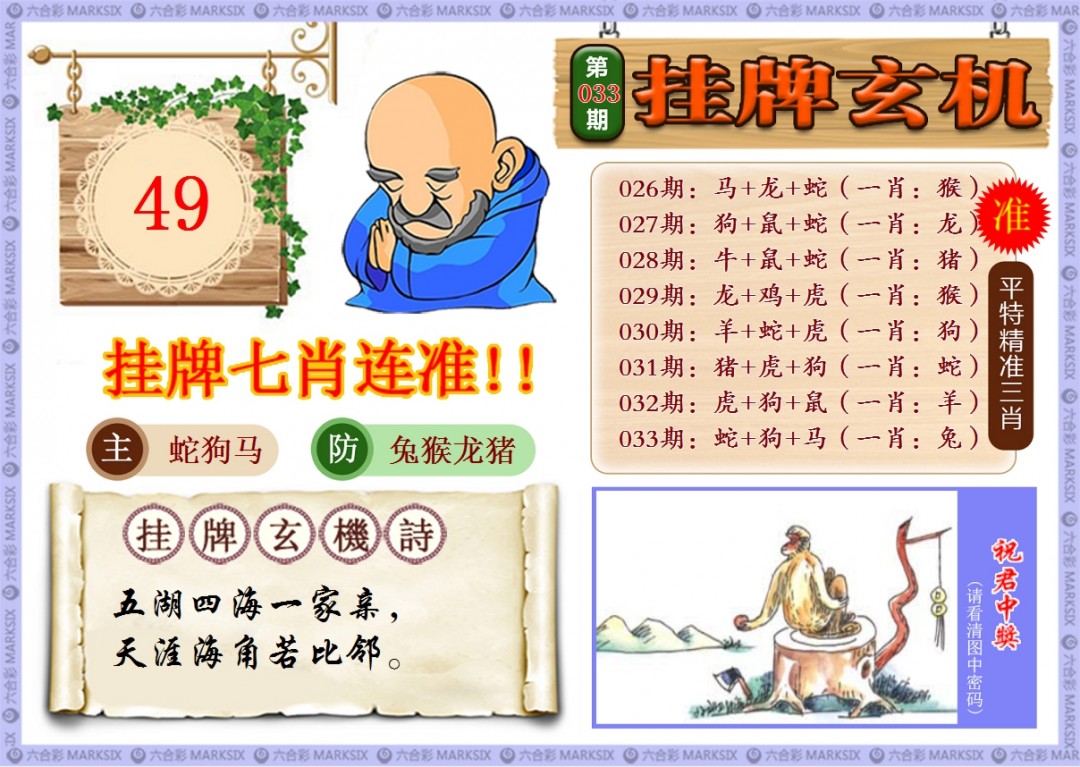 六合彩 MARKSIX
49
第
033
期
挂牌玄机
026期：马+龙+蛇（一肖：猴）
027期：狗+鼠+蛇（一肖：龙）
028期：牛+鼠+蛇（一肖：猪）
029期：龙+鸡+虎（一肖：猴）
030期：羊+蛇+虎（一肖：狗）
031期：猪+虎+狗（一肖：蛇）
032期：虎+狗+鼠（一肖：羊）
033期：蛇+狗+马（一肖：兔）
准
平特精准三肖
挂牌七肖连准!!
主 蛇狗马
防 兔猴龙猪
挂牌玄機詩
五湖四海一家亲，
天涯海角若比邻。
祝君中奖
（请看清图中密码）